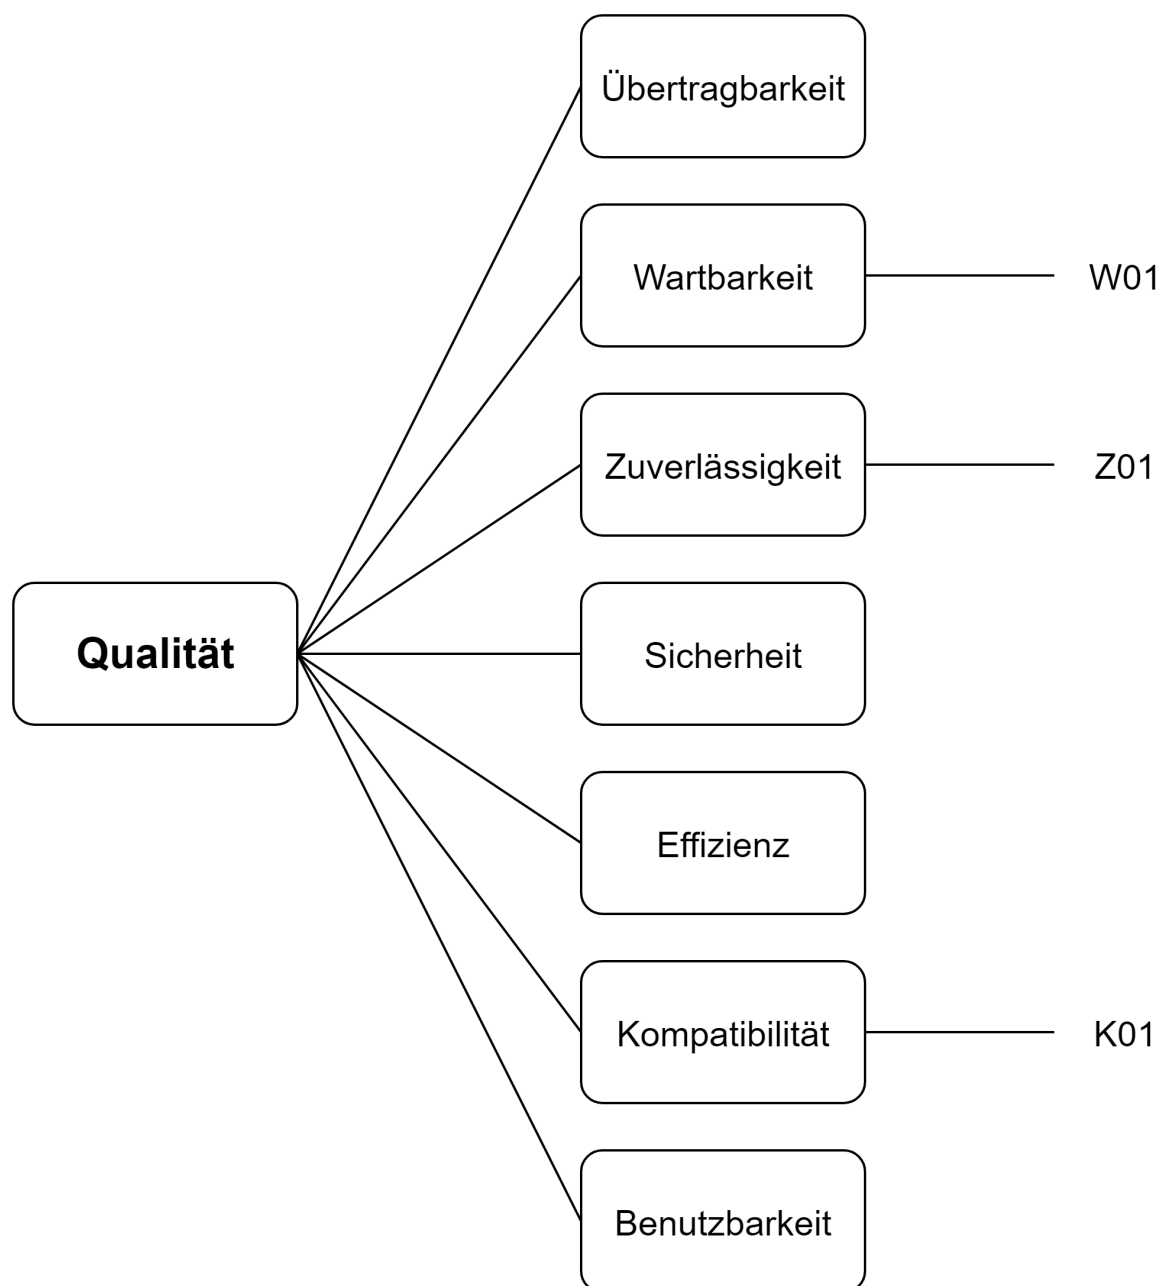 Übertragbarkeit
Wartbarkeit
W01
Zuverlässigkeit
Z01
Qualität
Sicherheit
Effizienz
Kompatibilität
K01
Benutzbarkeit